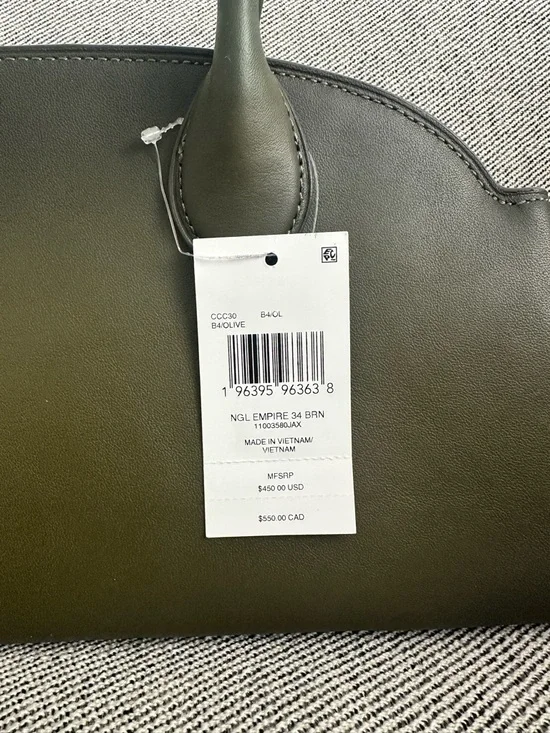 CCC30 B4/OL
B4/OLIVE
1 96395 96363 8
NGL EMPIRE 34 BRN
11003580JAX
MADE IN VIETNAM/
VIETNAM
MFSRP
$450.00 USD
$550.00 CAD